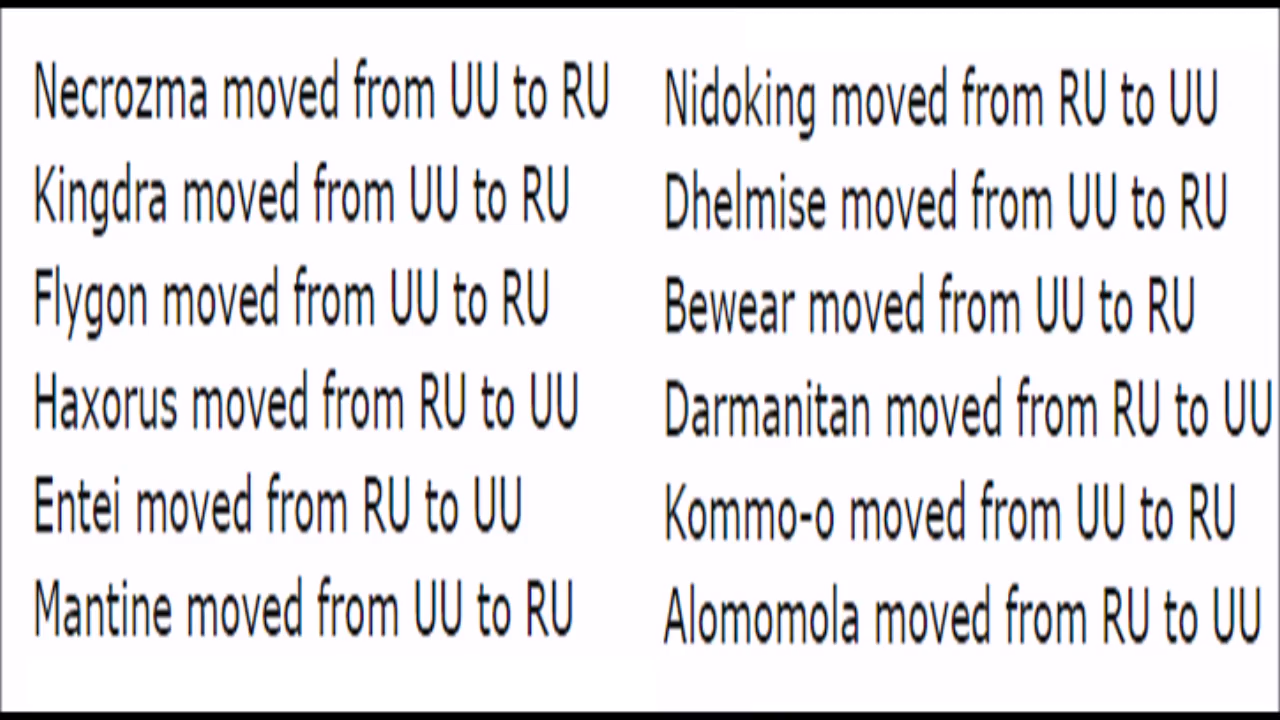 Necrozma moved from UU to RU
Kingdra moved from UU to RU
Flygon moved from UU to RU
Haxorus moved from RU to UU
Entei moved from RU to UU
Mantine moved from UU to RU
Nidoking moved from RU to UU
Dhelmise moved from UU to RU
Bewear moved from UU to RU
Darmanitan moved from RU to UU
Kommo-o moved from UU to RU
Alomomola moved from RU to UU